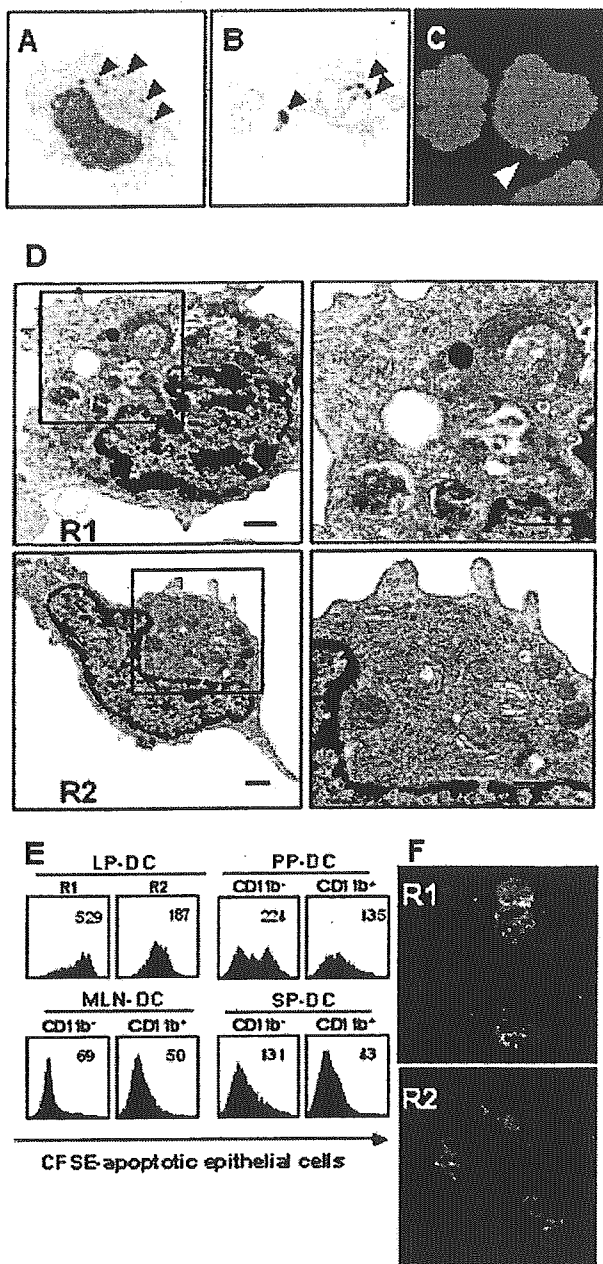 A B C
D
R1
R2
E
LP-DC PP-DC
R1 R2 CD11b⁻ CD11b⁺
529 187 224 135
MLN-DC SP-DC
CD11b⁻ CD11b⁺ CD11b⁻ CD11b⁺
69 50 131 43
CFSE-apoptotic epithelial cells
F
R1
R2